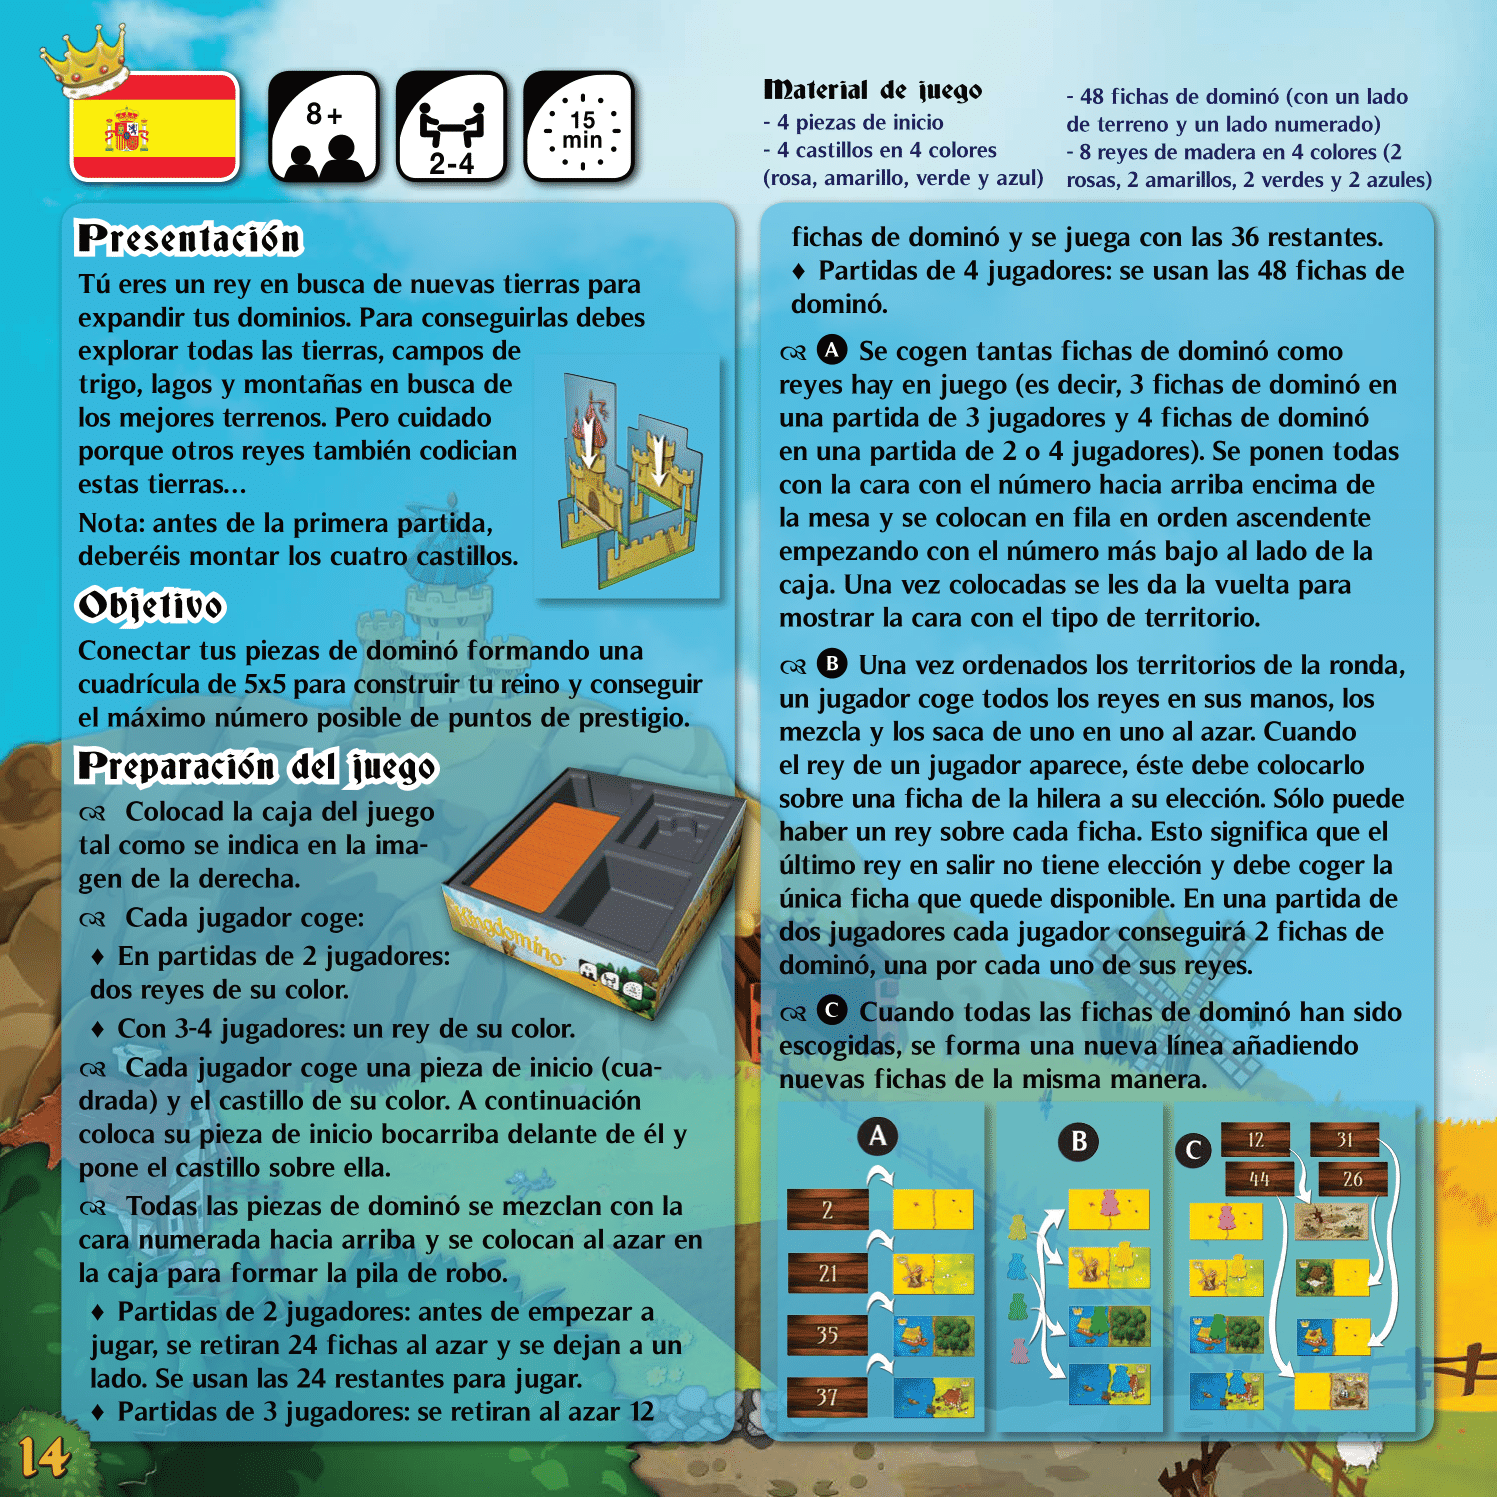 8+
2-4
15
min
Material de juego
- 4 piezas de inicio
- 4 castillos en 4 colores
(rosa, amarillo, verde y azul)
- 48 fichas de dominó (con un lado
de terreno y un lado numerado)
- 8 reyes de madera en 4 colores (2
rosas, 2 amarillos, 2 verdes y 2 azules)
Presentación
Tú eres un rey en busca de nuevas tierras para
expandir tus dominios. Para conseguirlas debes
explorar todas las tierras, campos de
trigo, lagos y montañas en busca de
los mejores terrenos. Pero cuidado
porque otros reyes también codician
estas tierras...
Nota: antes de la primera partida,
deberéis montar los cuatro castillos.
Objetivo
Conectar tus piezas de dominó formando una
cuadrícula de 5x5 para construir tu reino y conseguir
el máximo número posible de puntos de prestigio.
Preparación del juego
Colocad la caja del juego
tal como se indica en la ima-
gen de la derecha.
Cada jugador coge:
♦ En partidas de 2 jugadores:
dos reyes de su color.
♦ Con 3-4 jugadores: un rey de su color.
Cada jugador coge una pieza de inicio (cua-
drada) y el castillo de su color. A continuación
coloca su pieza de inicio bocarriba delante de él y
pone el castillo sobre ella.
Todas las piezas de dominó se mezclan con la
cara numerada hacia arriba y se colocan al azar en
la caja para formar la pila de robo.
♦ Partidas de 2 jugadores: antes de empezar a
jugar, se retiran 24 fichas al azar y se dejan a un
lado. Se usan las 24 restantes para jugar.
♦ Partidas de 3 jugadores: se retiran al azar 12
Kingdomino
fichas de dominó y se juega con las 36 restantes.
♦ Partidas de 4 jugadores: se usan las 48 fichas de
dominó.
A Se cogen tantas fichas de dominó como
reyes hay en juego (es decir, 3 fichas de dominó en
una partida de 3 jugadores y 4 fichas de dominó
en una partida de 2 o 4 jugadores). Se ponen todas
con la cara con el número hacia arriba encima de
la mesa y se colocan en fila en orden ascendente
empezando con el número más bajo al lado de la
caja. Una vez colocadas se les da la vuelta para
mostrar la cara con el tipo de territorio.
B Una vez ordenados los territorios de la ronda,
un jugador coge todos los reyes en sus manos, los
mezcla y los saca de uno en uno al azar. Cuando
el rey de un jugador aparece, éste debe colocarlo
sobre una ficha de la hilera a su elección. Sólo puede
haber un rey sobre cada ficha. Esto significa que el
último rey en salir no tiene elección y debe coger la
única ficha que quede disponible. En una partida de
dos jugadores cada jugador conseguirá 2 fichas de
dominó, una por cada uno de sus reyes.
C Cuando todas las fichas de dominó han sido
escogidas, se forma una nueva línea añadiendo
nuevas fichas de la misma manera.
A
2
21
35
37
B
C
12
31
44
26
14